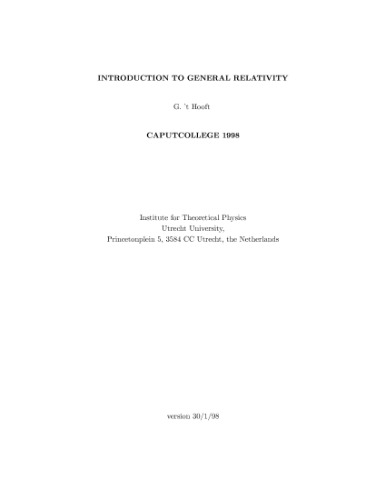 INTRODUCTION TO GENERAL RELATIVITY
G. 't Hooft
CAPUTCOLLEGE 1998
Institute for Theoretical Physics
Utrecht University,
Princetonplein 5, 3584 CC Utrecht, the Netherlands
version 30/1/98